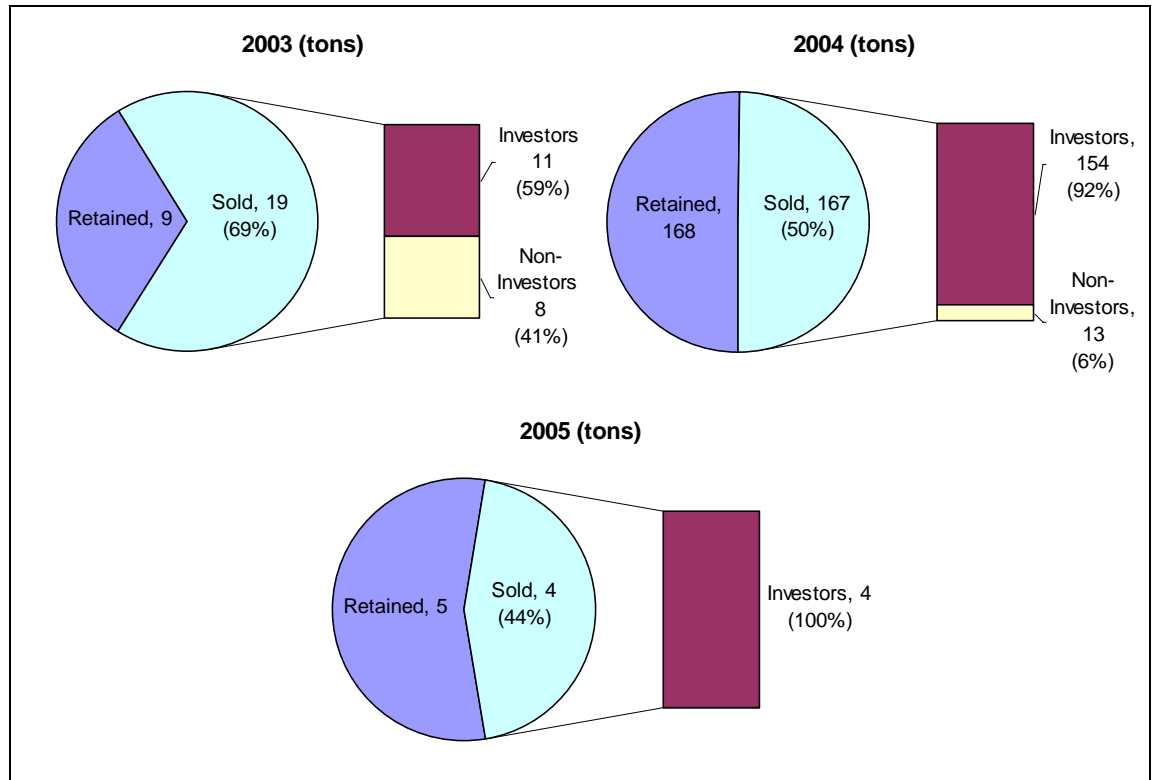 2003 (tons)
Retained, 9
Sold, 19
(69%)
Investors
11
(59%)
Non-
Investors
8
(41%)
2004 (tons)
Retained,
168
Sold, 167
(50%)
Investors,
154
(92%)
Non-
Investors,
13
(6%)
2005 (tons)
Retained, 5
Sold, 4
(44%)
Investors, 4
(100%)